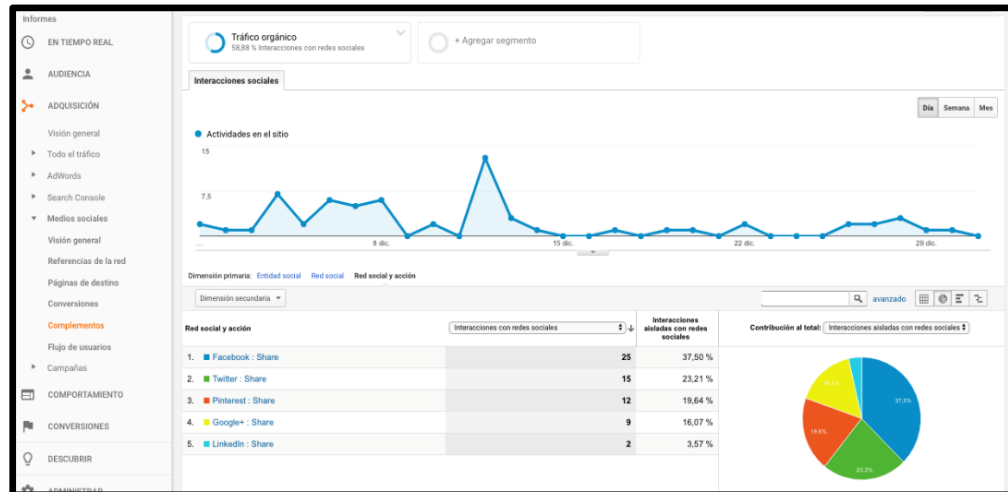 Informes
EN TIEMPO REAL
AUDIENCIA
ADQUISICIÓN
Visión general
Todo el tráfico
AdWords
Search Console
Medios sociales
Visión general
Referencias de la red
Páginas de destino
Conversiones
Complementos
Flujo de usuarios
Campañas
COMPORTAMIENTO
CONVERSIONES
DESCUBRIR
ADMINISTRAR
Tráfico orgánico
58,88 % Interacciones con redes sociales
+ Agregar segmento
Interacciones sociales
Día Semana Mes
Actividades en el sitio
15
7,5
... 8 dic. 15 dic. 22 dic. 29 dic.
Dimensión primaria: Entidad social Red social Red social y acción
Dimensión secundaria
avanzado
Red social y acción
Interacciones con redes sociales
Interacciones
aisladas con redes
sociales
Contribución al total: Interacciones aisladas con redes sociales
1. Facebook : Share 25 37,50 %
2. Twitter : Share 15 23,21 %
3. Pinterest : Share 12 19,64 %
4. Google+ : Share 9 16,07 %
5. LinkedIn : Share 2 3,57 %
37,5%
19,6%
23,2%